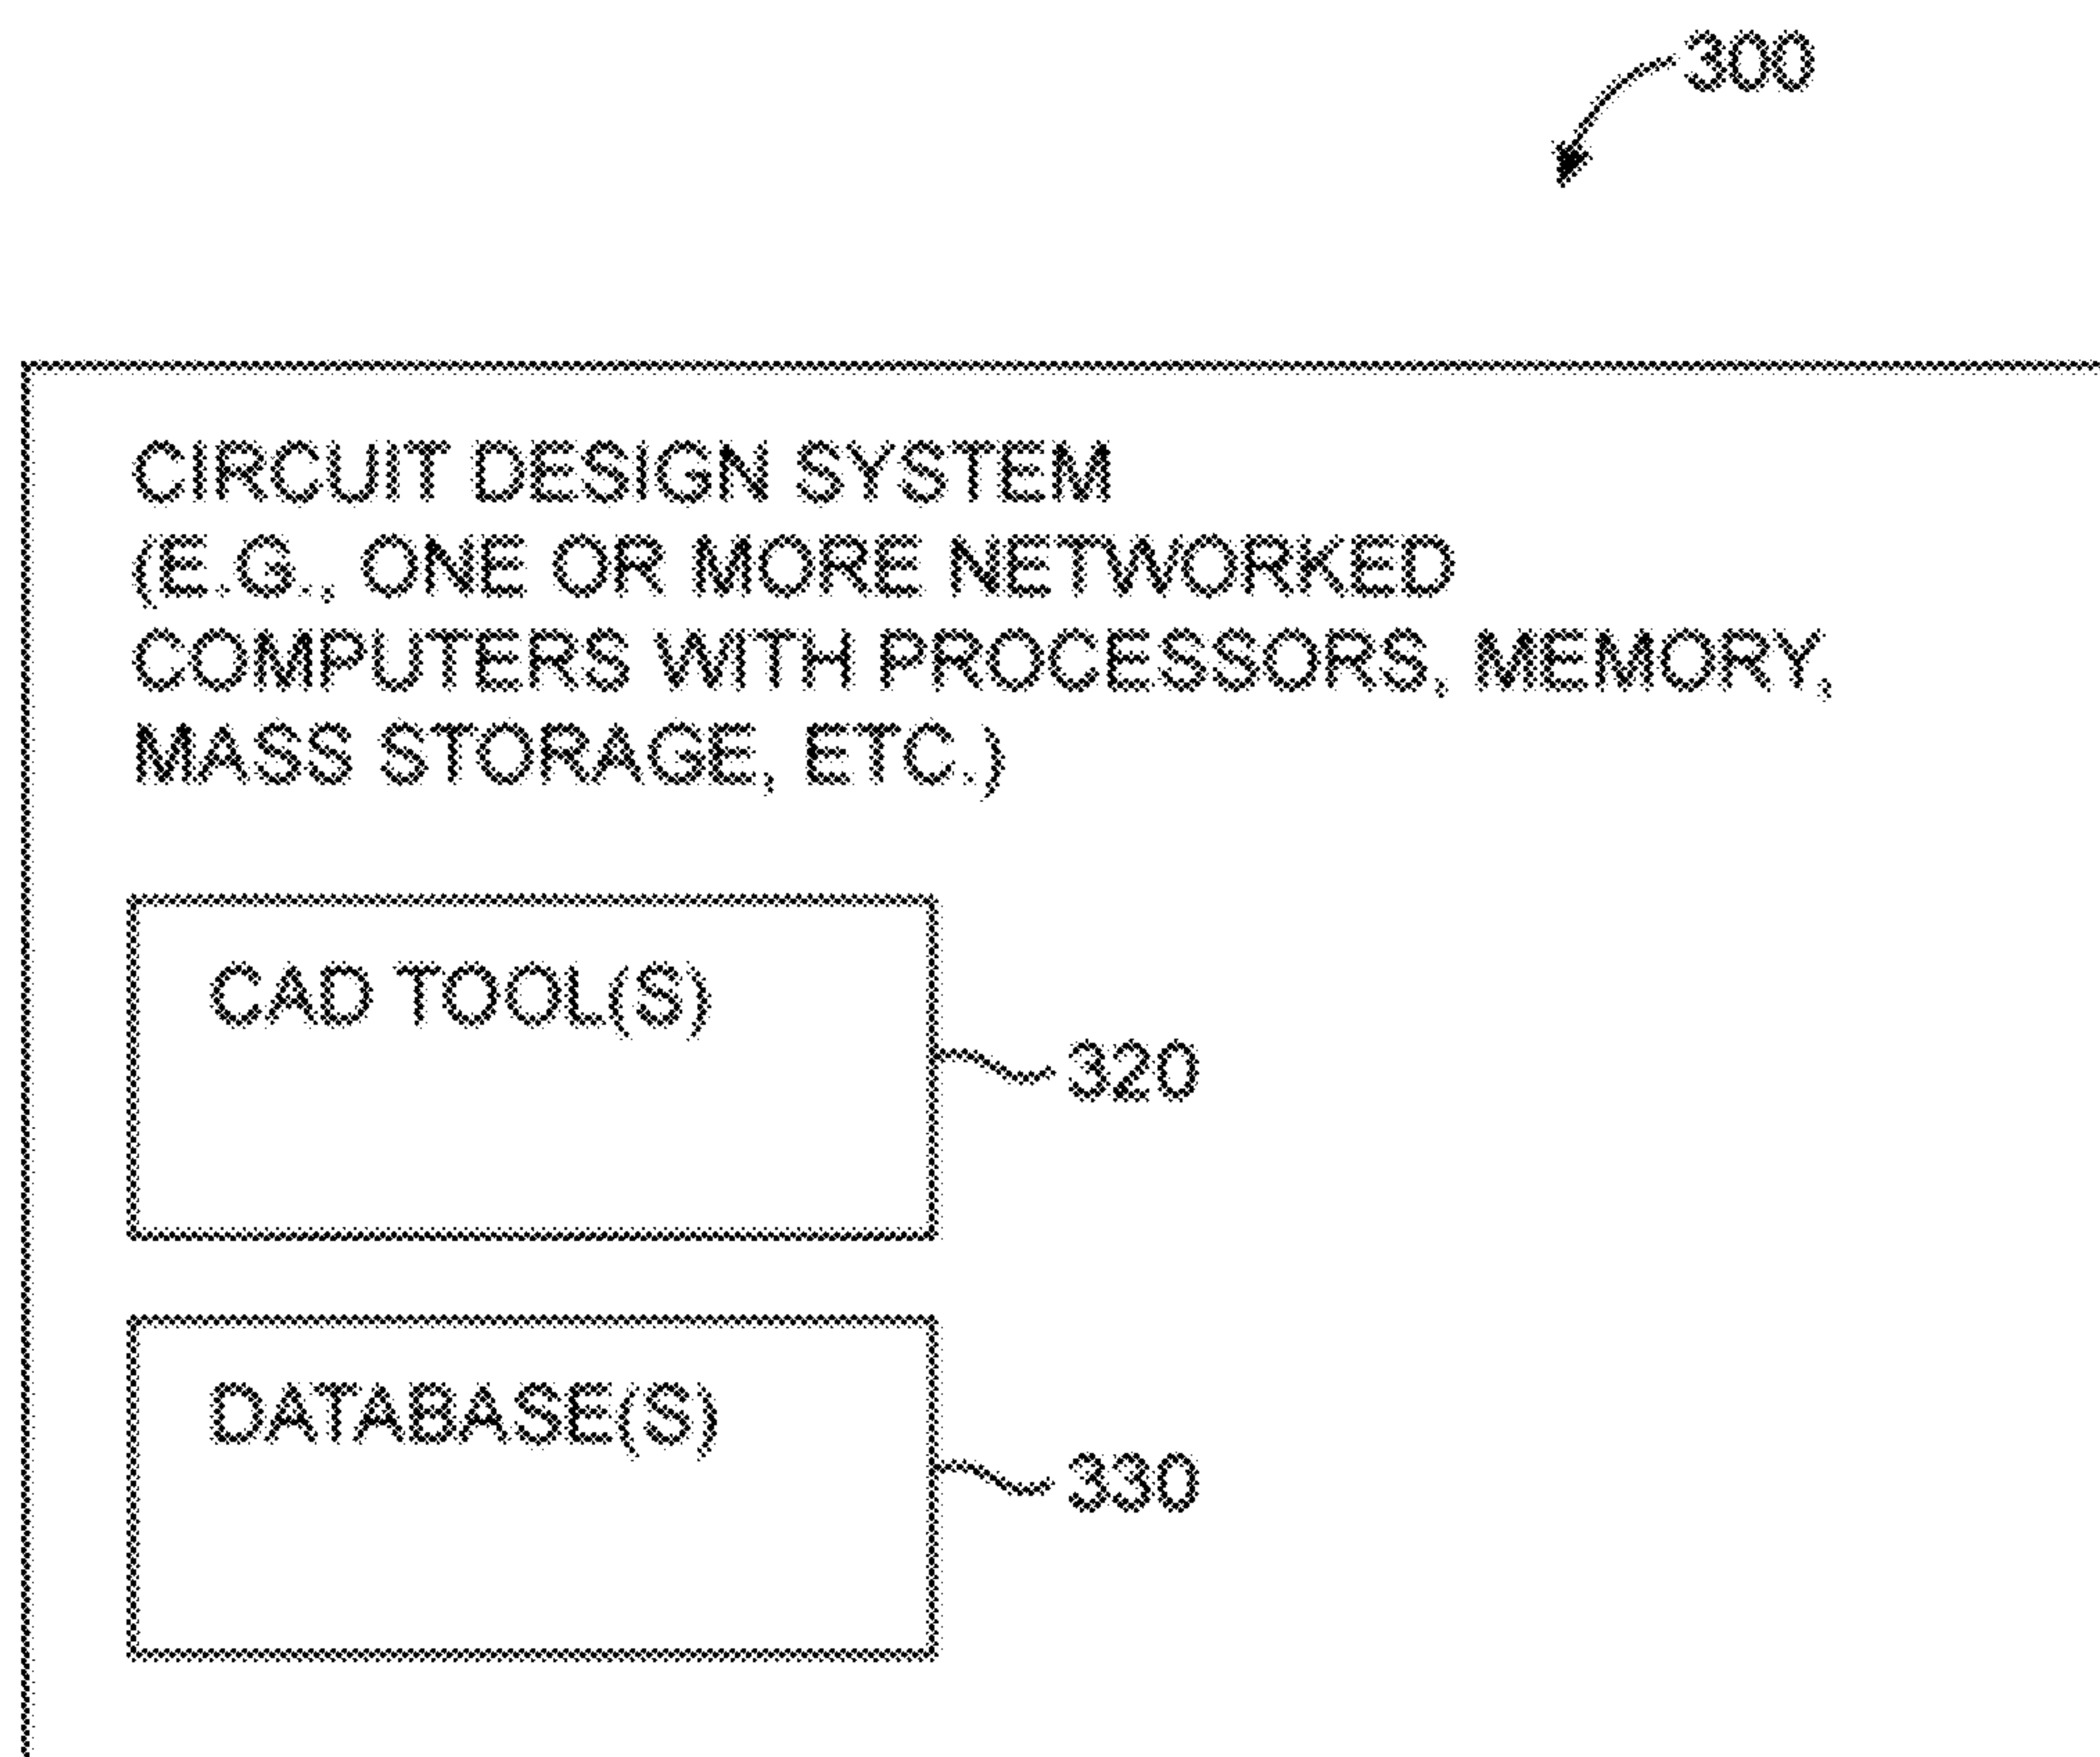 300
CIRCUIT DESIGN SYSTEM
(E.G., ONE OR MORE NETWORKED
COMPUTERS WITH PROCESSORS, MEMORY,
MASS STORAGE, ETC.)
CAD TOOL(S)
320
DATABASE(S)
330